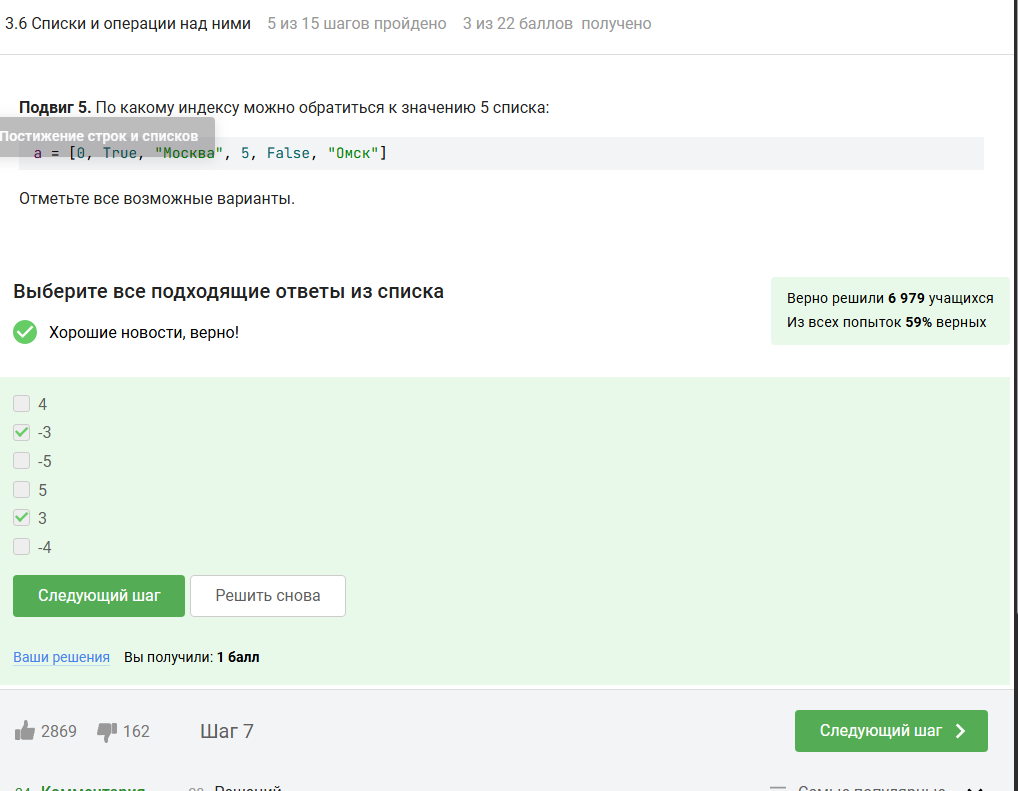 3.6 Списки и операции над ними 5 из 15 шагов пройдено 3 из 22 баллов получено
Подвиг 5. По какому индексу можно обратиться к значению 5 списка:
Постижение строк и списков
a = [0, True, "Москва", 5, False, "Омск"]
Отметьте все возможные варианты.
Выберите все подходящие ответы из списка
Верно решили 6 979 учащихся
Из всех попыток 59% верных
Хорошие новости, верно!
4
-3
-5
5
3
-4
Следующий шаг Решить снова
Ваши решения Вы получили: 1 балл
2869 162 Шаг 7 Следующий шаг
Комментария Решений Самые популярные